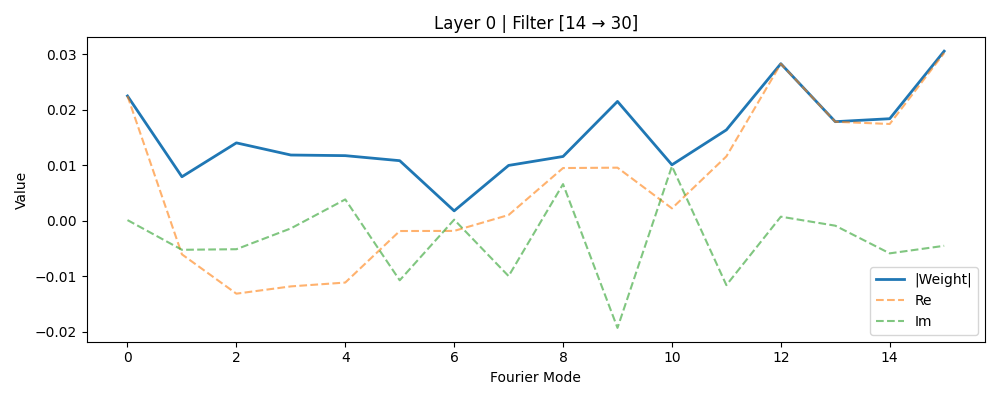 Layer 0 | Filter [14 → 30]
Value
0.03
0.02
0.01
0.00
−0.01
−0.02
|Weight|
Re
Im
0 2 4 6 8 10 12 14
Fourier Mode